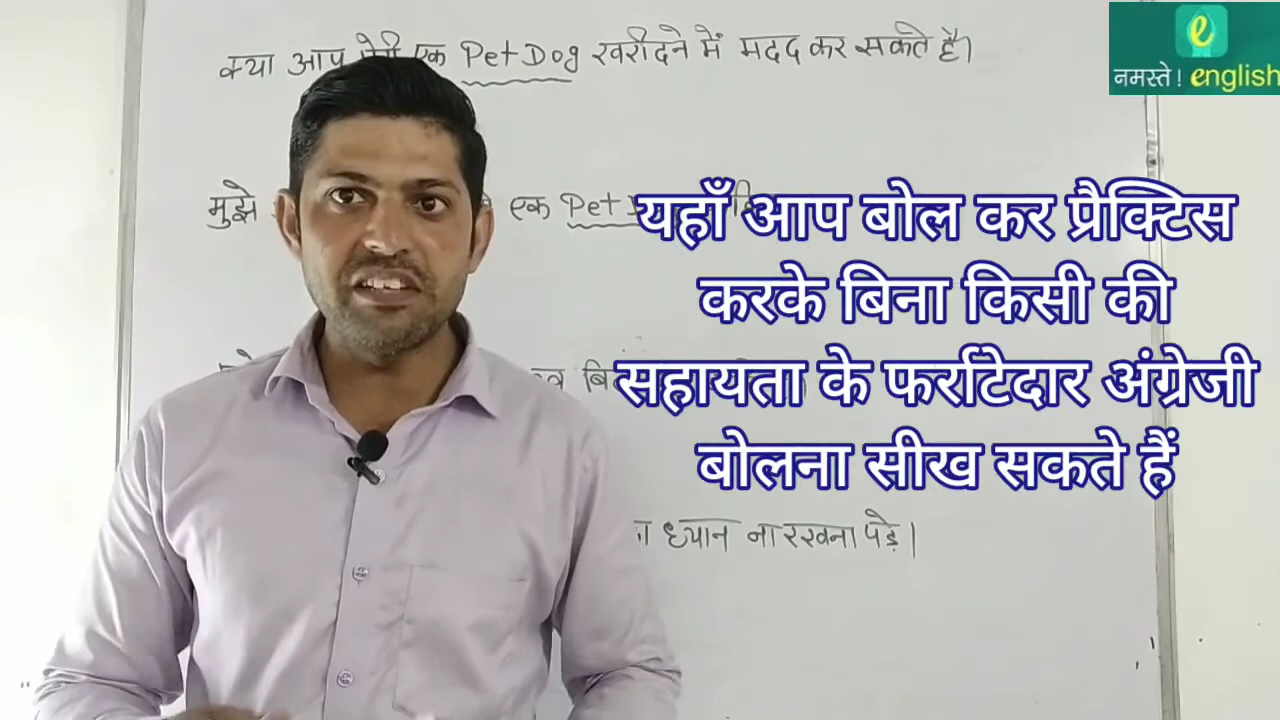 क्या आप एक Pet Dog खरीदने में मदद कर सकते है।
e
नमस्ते ! english
मुझे एक Pet
यहाँ आप बोल कर प्रैक्टिस
करके बिना किसी की
सहायता के फर्राटेदार अंग्रेजी
बोलना सीख सकते हैं
ध्यान ना रखना पड़े।